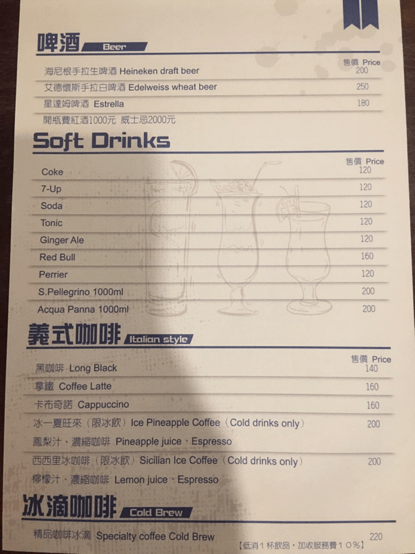 啤酒 Beer
售價 Price
海尼根手拉生啤酒 Heineken draft beer 200
艾德懷斯手拉白啤酒 Edelweiss wheat beer 250
星達姆啤酒 Estrella 180
開瓶費紅酒1000元 威士忌2000元
Soft Drinks
售價 Price
Coke 120
7-Up 120
Soda 120
Tonic 120
Ginger Ale 120
Red Bull 160
Perrier 120
S.Pellegrino 1000ml 200
Acqua Panna 1000ml 200
義式咖啡 Italian style
售價 Price
黑咖啡 Long Black 140
拿鐵 Coffee Latte 160
卡布奇諾 Cappuccino 160
冰一夏旺來（限冰飲）Ice Pineapple Coffee（Cold drinks only） 200
鳳梨汁、濃縮咖啡 Pineapple juice、Espresso
西西里冰咖啡（限冰飲）Sicilian Ice Coffee（Cold drinks only） 200
檸檬汁、濃縮咖啡 Lemon juice、Espresso
冰滴咖啡 Cold Brew
精品咖啡冰滴 Specialty coffee Cold Brew 220
【低消1杯飲品，加收服務費10%】